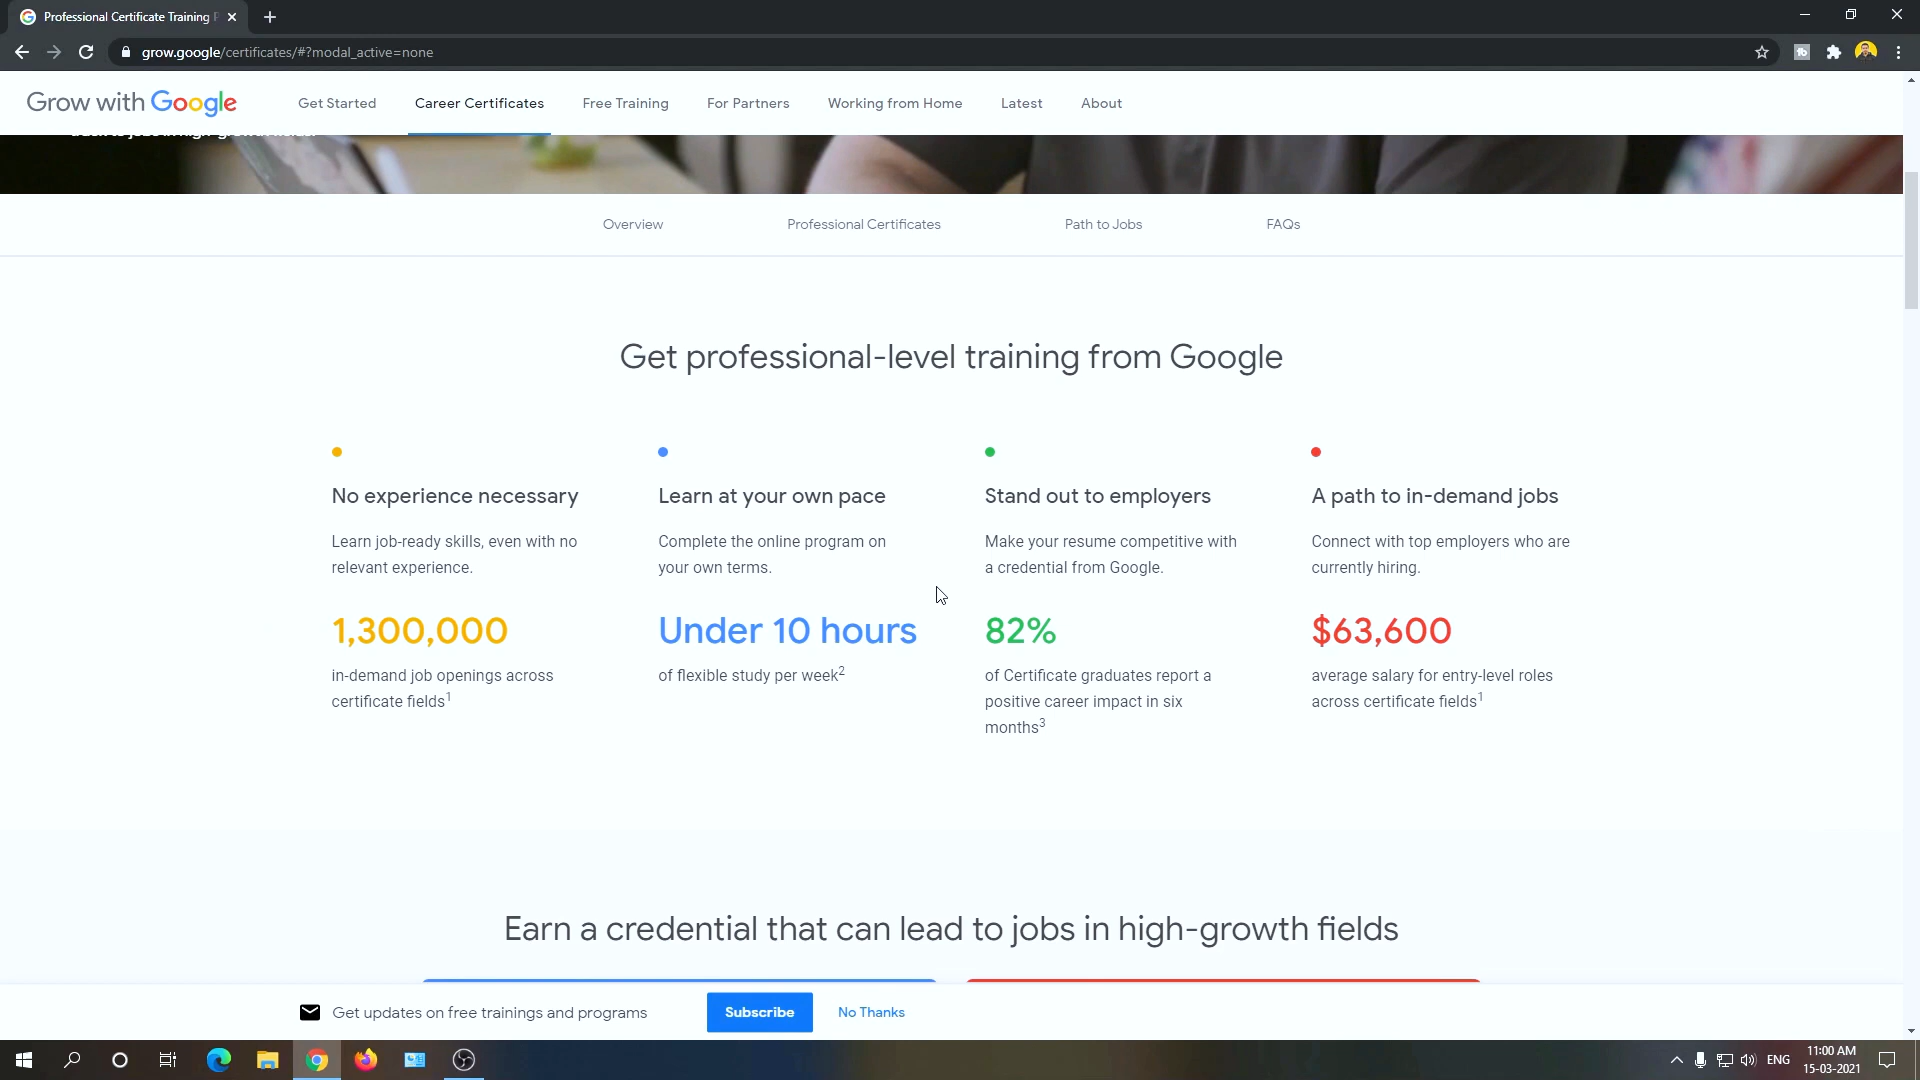 Professional Certificate Training
grow.google/certificates/#?modal_active=none
Grow with Google
Get Started
Career Certificates
Free Training
For Partners
Working from Home
Latest
About
Overview
Professional Certificates
Path to Jobs
FAQs
Get professional-level training from Google
No experience necessary
Learn job-ready skills, even with no
relevant experience.
1,300,000
in-demand job openings across
certificate fields1
Learn at your own pace
Complete the online program on
your own terms.
Under 10 hours
of flexible study per week2
Stand out to employers
Make your resume competitive with
a credential from Google.
82%
of Certificate graduates report a
positive career impact in six
months3
A path to in-demand jobs
Connect with top employers who are
currently hiring.
$63,600
average salary for entry-level roles
across certificate fields1
Earn a credential that can lead to jobs in high-growth fields
Get updates on free trainings and programs
Subscribe
No Thanks
ENG
11:00 AM
15-03-2021